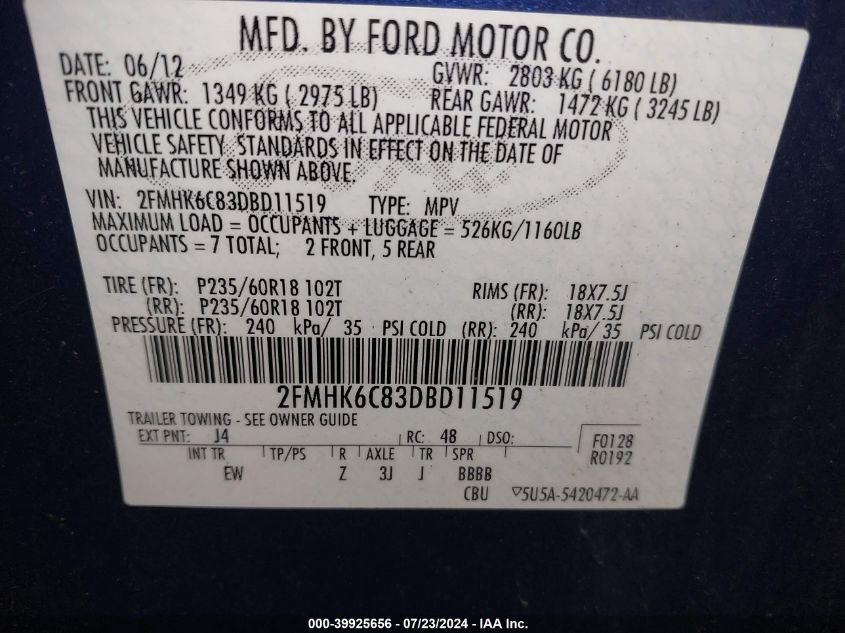 MFD. BY FORD MOTOR CO.
DATE: 06/12 GVWR: 2803 KG ( 6180 LB)
FRONT GAWR: 1349 KG ( 2975 LB) REAR GAWR: 1472 KG ( 3245 LB)
THIS VEHICLE CONFORMS TO ALL APPLICABLE FEDERAL MOTOR
VEHICLE SAFETY STANDARDS IN EFFECT ON THE DATE OF
MANUFACTURE SHOWN ABOVE.
VIN: 2FMHK6C83DBD11519 TYPE: MPV
MAXIMUM LOAD = OCCUPANTS + LUGGAGE = 526KG/1160LB
OCCUPANTS = 7 TOTAL; 2 FRONT, 5 REAR
TIRE (FR): P235/60R18 102T RIMS (FR): 18X7.5J
(RR): P235/60R18 102T (RR): 18X7.5J
PRESSURE (FR): 240 kPa/ 35 PSI COLD (RR): 240 kPa/ 35 PSI COLD
2FMHK6C83DBD11519
TRAILER TOWING - SEE OWNER GUIDE
EXT PNT: J4 RC: 48 DSO: F0128
R0192
INT TR TP/PS R AXLE TR SPR
EW Z 3J J BBBB
CBU ▽5U5A-5420472-AA
000-39925656 / 07/23/2024 - IAA Inc.